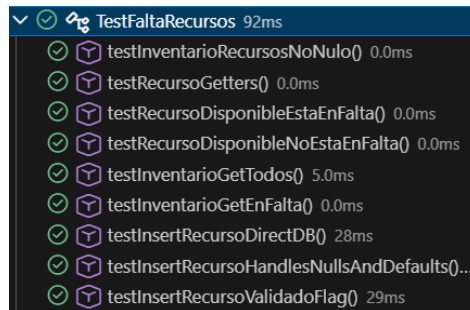 TestFaltaRecursos 92ms
testInventarioRecursosNoNulo() 0.0ms
testRecursoGetters() 0.0ms
testRecursoDisponibleEstaEnFalta() 0.0ms
testRecursoDisponibleNoEstaEnFalta() 0.0ms
testInventarioGetTodos() 5.0ms
testInventarioGetEnFalta() 0.0ms
testInsertRecursoDirectDB() 28ms
testInsertRecursoHandlesNullsAndDefaults()...
testInsertRecursoValidadoFlag() 29ms